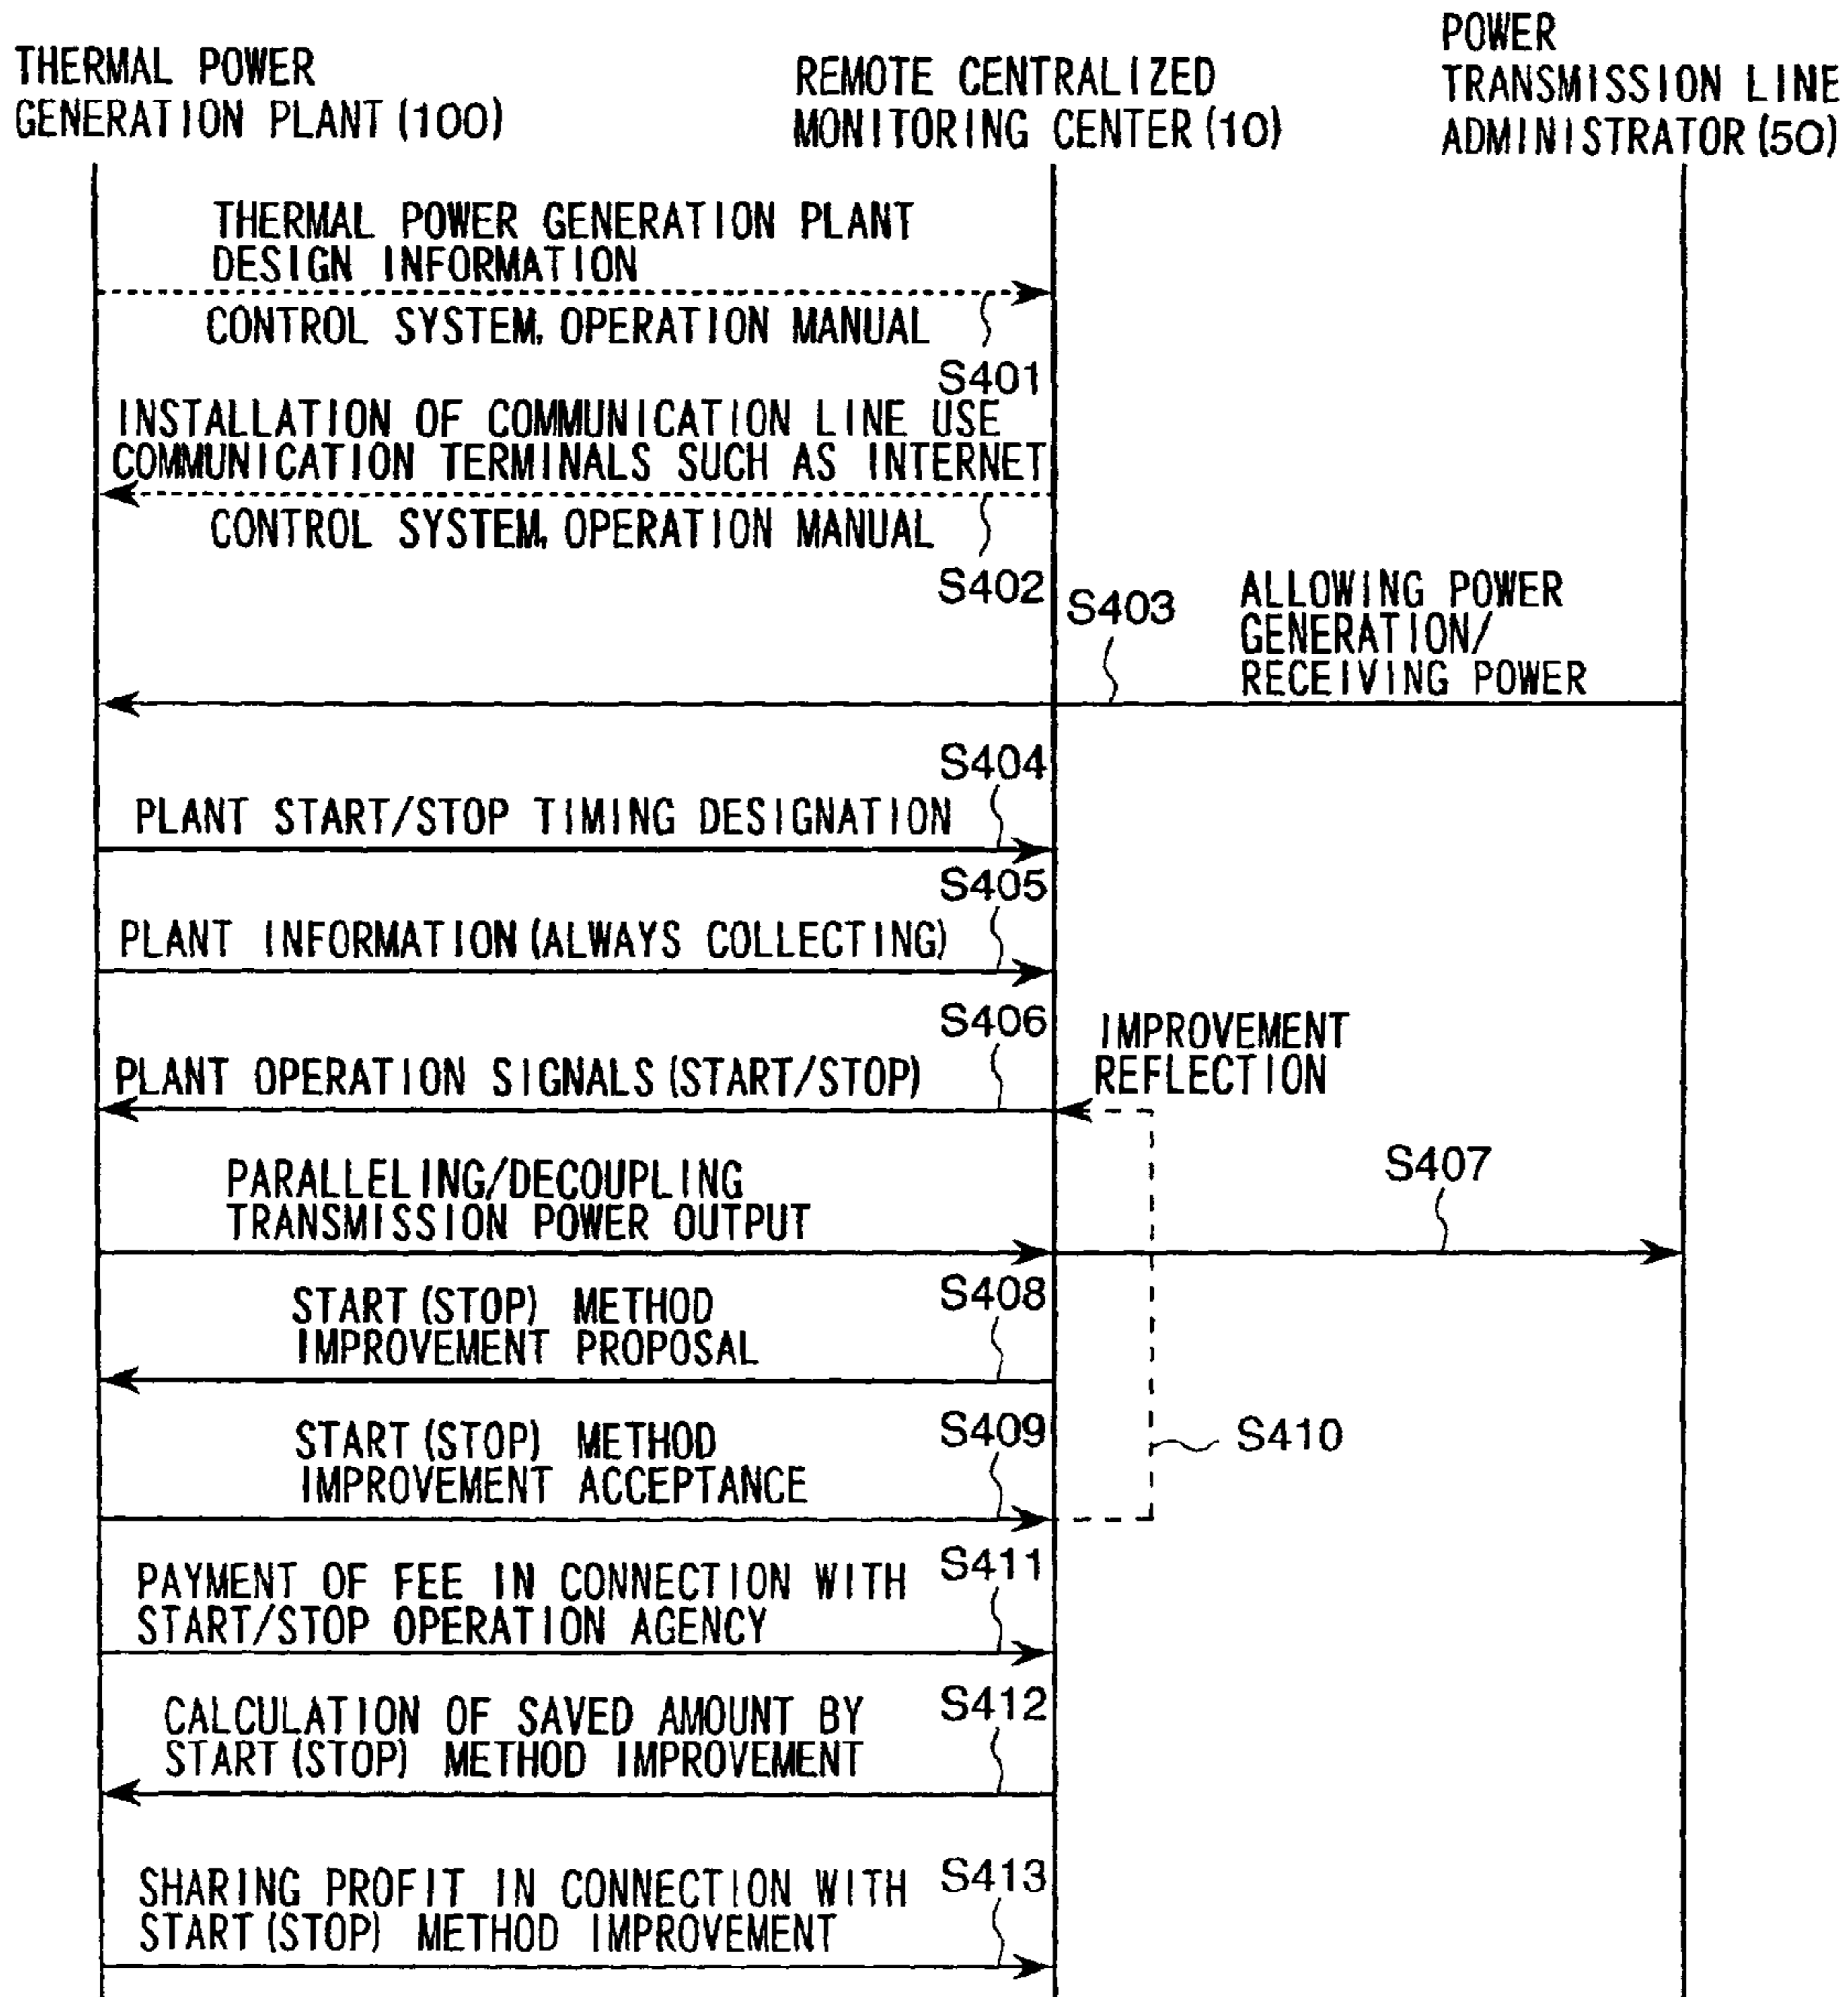 THERMAL POWER
GENERATION PLANT (100)
REMOTE CENTRALIZED
MONITORING CENTER (10)
POWER
TRANSMISSION LINE
ADMINISTRATOR (50)
THERMAL POWER GENERATION PLANT
DESIGN INFORMATION
CONTROL SYSTEM, OPERATION MANUAL
S401
INSTALLATION OF COMMUNICATION LINE USE
COMMUNICATION TERMINALS SUCH AS INTERNET
CONTROL SYSTEM, OPERATION MANUAL
S402
S403
ALLOWING POWER
GENERATION/
RECEIVING POWER
S404
PLANT START/STOP TIMING DESIGNATION
S405
PLANT INFORMATION (ALWAYS COLLECTING)
S406
PLANT OPERATION SIGNALS (START/STOP)
IMPROVEMENT
REFLECTION
PARALLELING/DECOUPLING
TRANSMISSION POWER OUTPUT
S407
S408
START (STOP) METHOD
IMPROVEMENT PROPOSAL
S409
START (STOP) METHOD
IMPROVEMENT ACCEPTANCE
S410
S411
PAYMENT OF FEE IN CONNECTION WITH
START/STOP OPERATION AGENCY
S412
CALCULATION OF SAVED AMOUNT BY
START (STOP) METHOD IMPROVEMENT
S413
SHARING PROFIT IN CONNECTION WITH
START (STOP) METHOD IMPROVEMENT